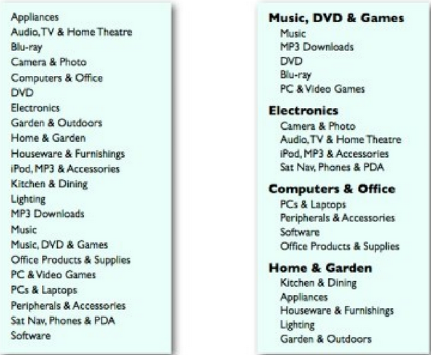 Appliances
Audio, TV & Home Theatre
Blu-ray
Camera & Photo
Computers & Office
DVD
Electronics
Garden & Outdoors
Home & Garden
Houseware & Furnishings
iPod, MP3 & Accessories
Kitchen & Dining
Lighting
MP3 Downloads
Music
Music, DVD & Games
Office Products & Supplies
PC & Video Games
PCs & Laptops
Peripherals & Accessories
Sat Nav, Phones & PDA
Software
Music, DVD & Games
Music
MP3 Downloads
DVD
Blu-ray
PC & Video Games
Electronics
Camera & Photo
Audio, TV & Home Theatre
iPod, MP3 & Accessories
Sat Nav, Phones & PDA
Computers & Office
PCs & Laptops
Peripherals & Accessories
Software
Office Products & Supplies
Home & Garden
Kitchen & Dining
Appliances
Houseware & Furnishings
Lighting
Garden & Outdoors